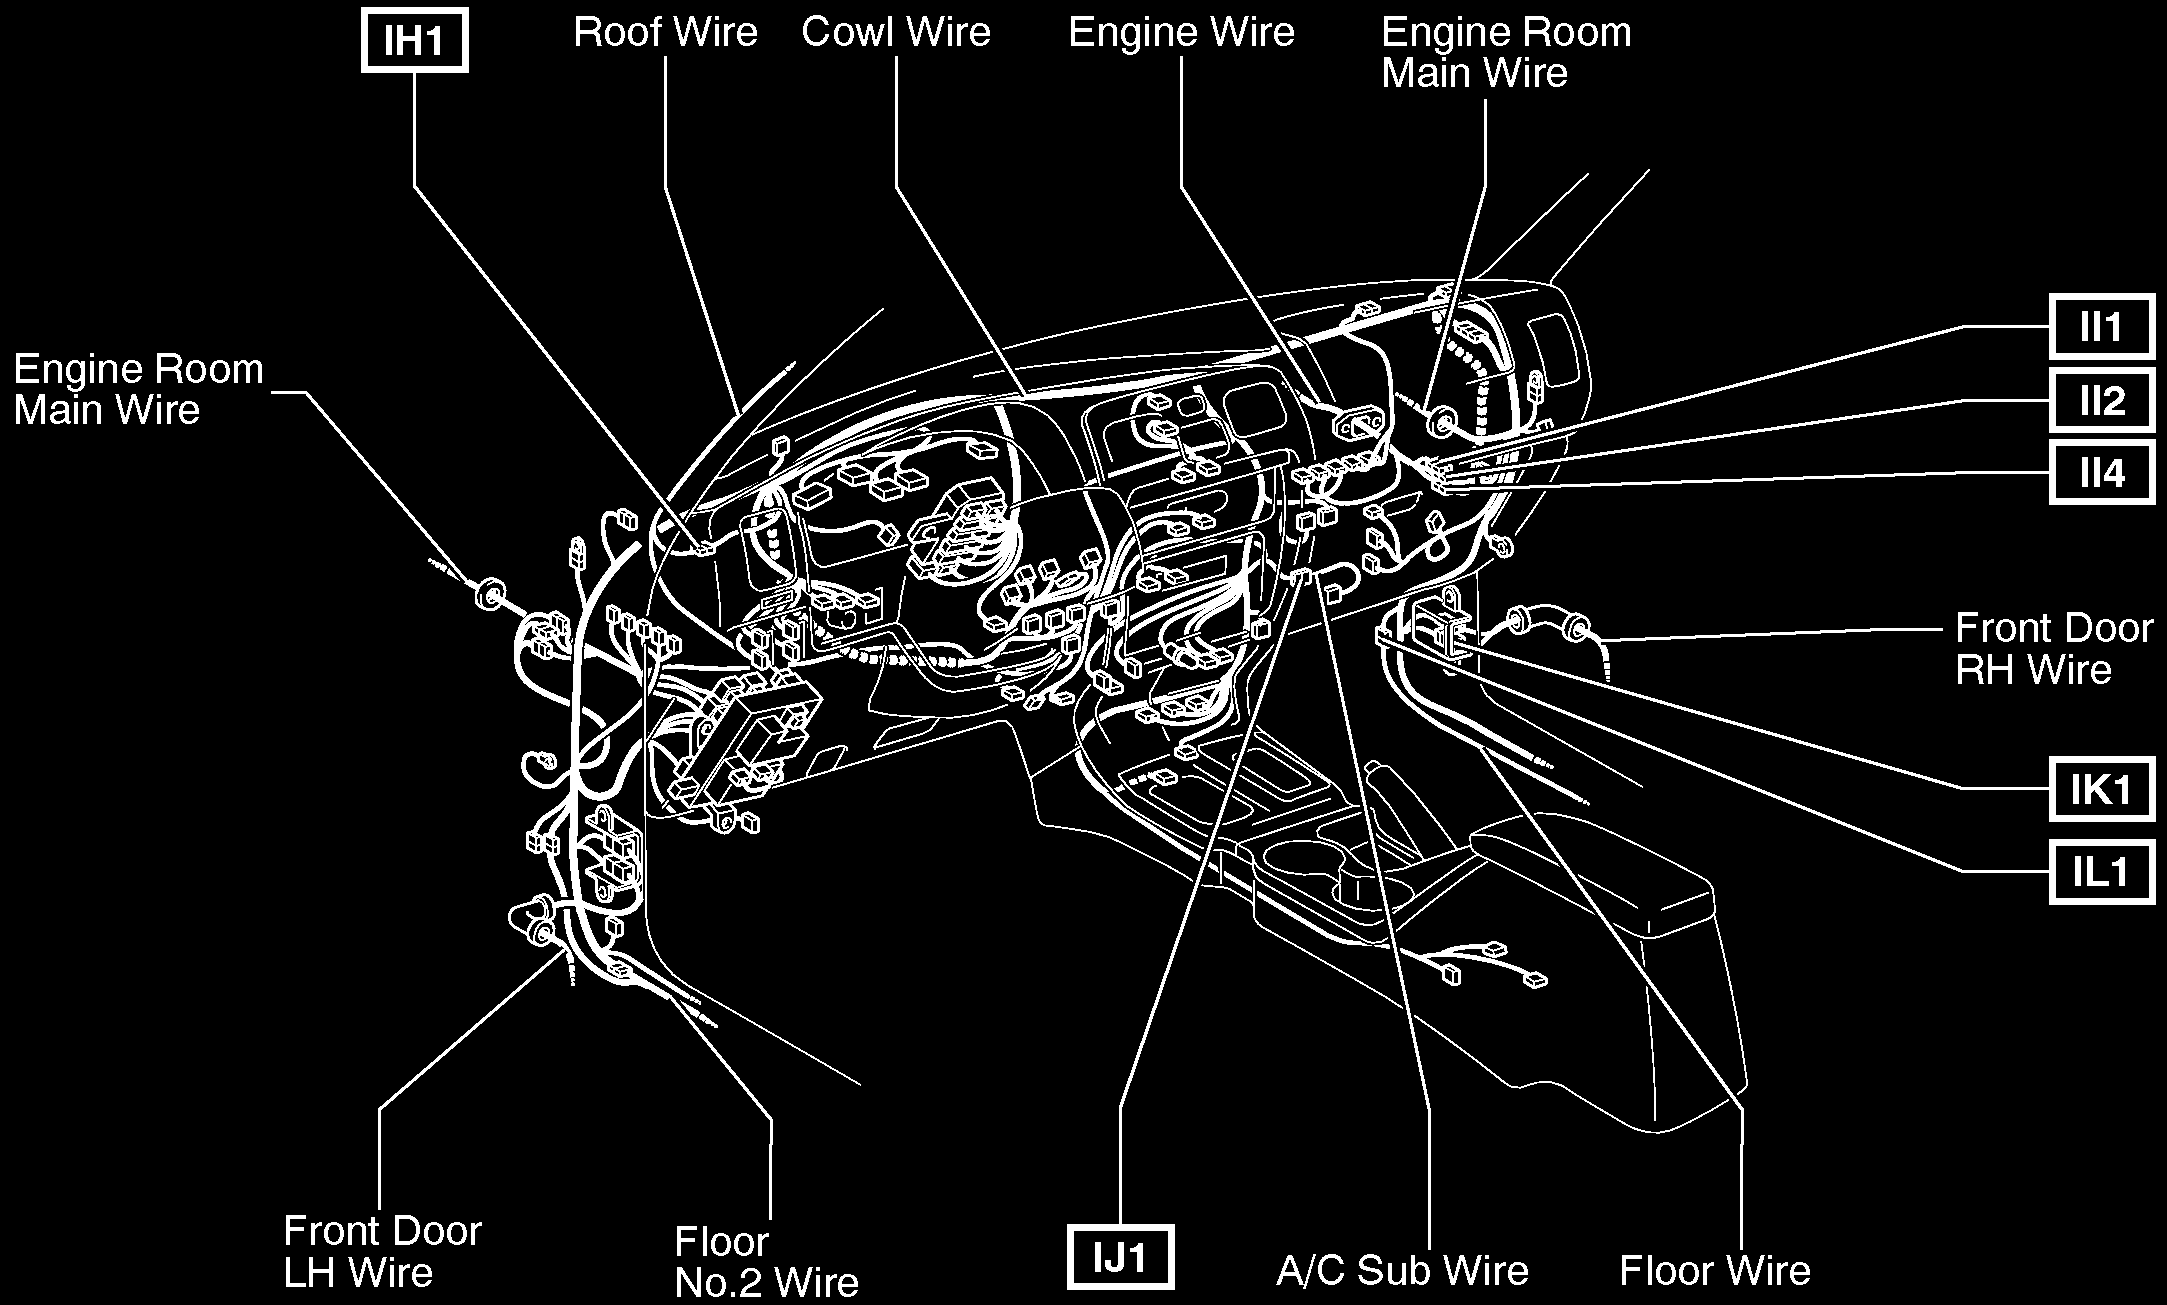 IH1
Roof Wire
Cowl Wire
Engine Wire
Engine Room
Main Wire
Engine Room
Main Wire
II1
II2
II4
Front Door
RH Wire
IK1
IL1
Front Door
LH Wire
Floor
No.2 Wire
IJ1
A/C Sub Wire
Floor Wire